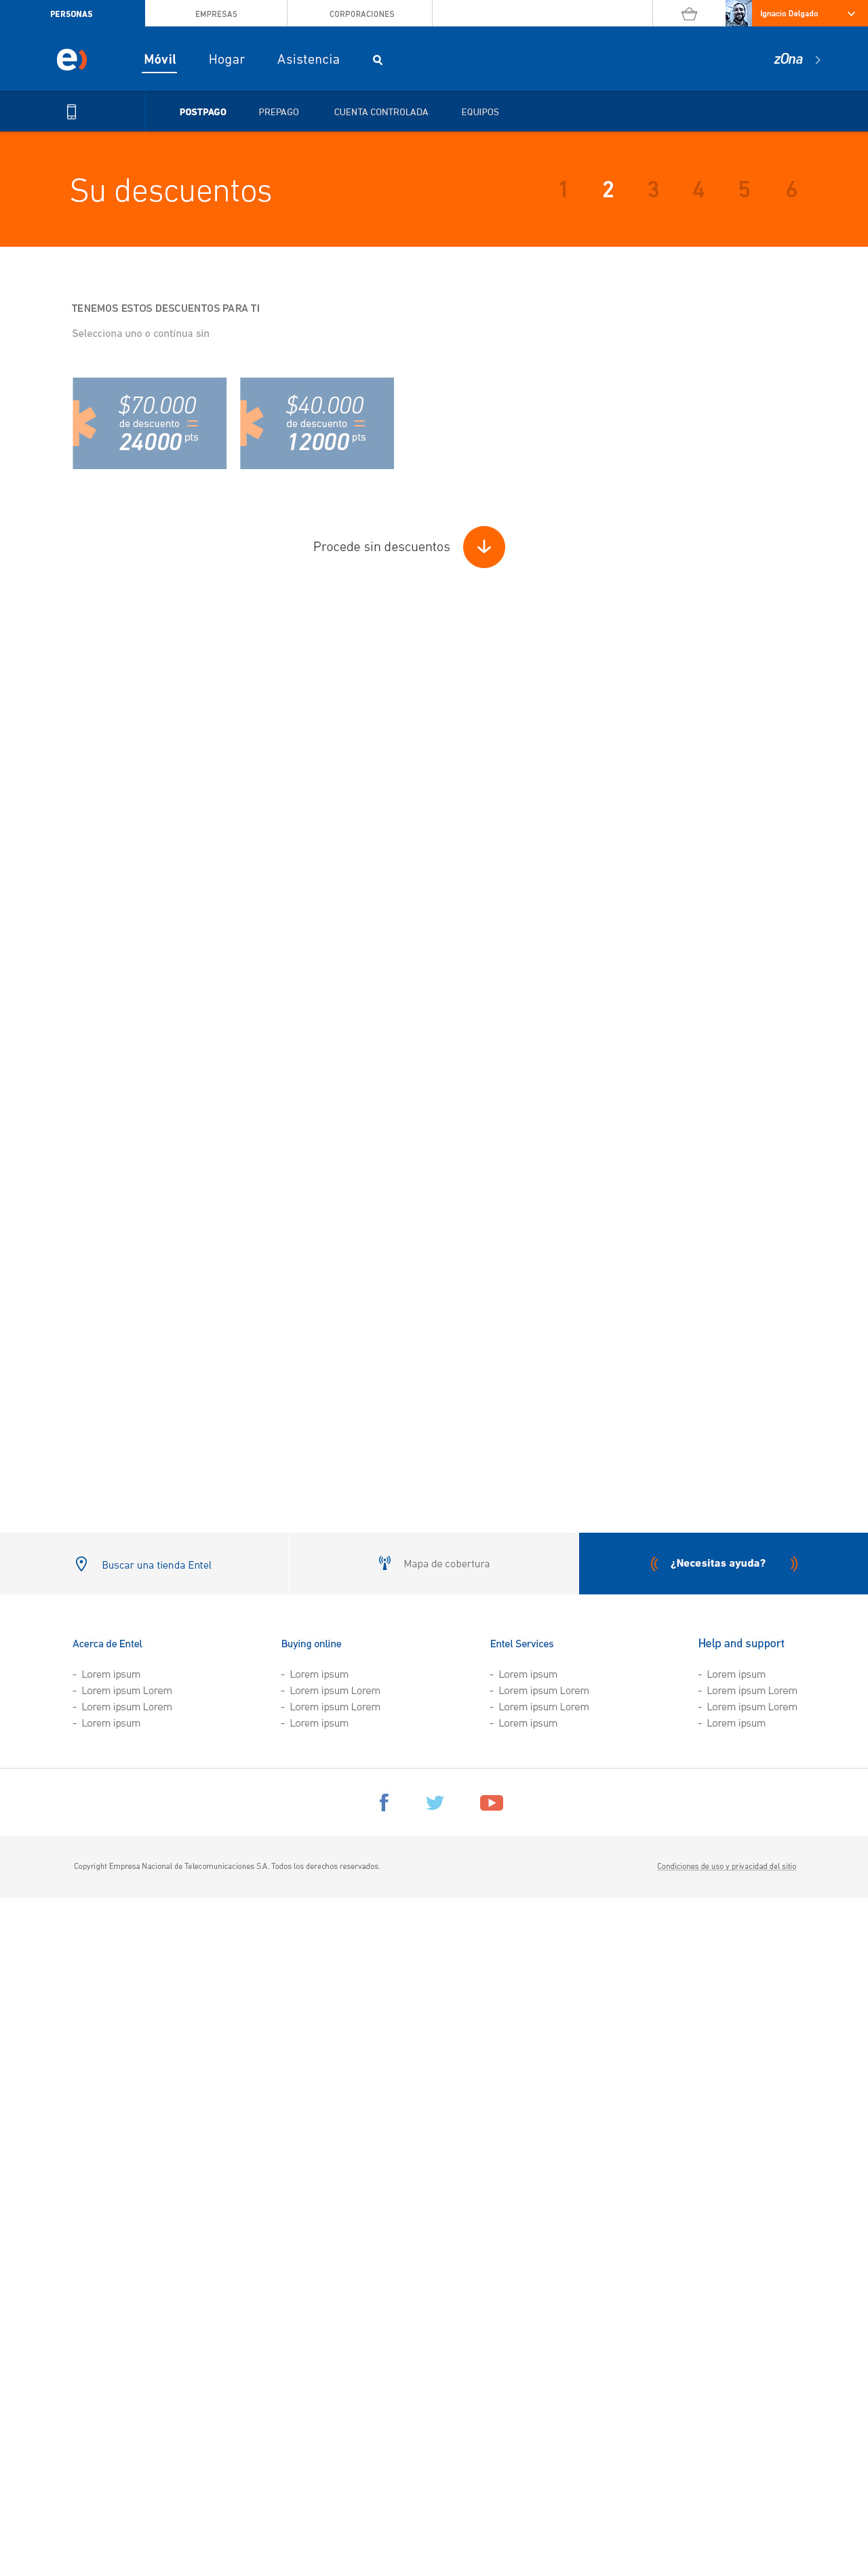 PERSONAS EMPRESAS CORPORACIONES Ignacio Delgado
e) Móvil Hogar Asistencia zOna
POSTPAGO PREPAGO CUENTA CONTROLADA EQUIPOS
Su descuentos 1 2 3 4 5 6
TENEMOS ESTOS DESCUENTOS PARA TI
Selecciona uno o contínua sin
$70.000
de descuento =
24000 pts
$40.000
de descuento =
12000 pts
Procede sin descuentos
Buscar una tienda Entel Mapa de cobertura ¿Necesitas ayuda?
Acerca de Entel
- Lorem ipsum
- Lorem ipsum Lorem
- Lorem ipsum Lorem
- Lorem ipsum
Buying online
- Lorem ipsum
- Lorem ipsum Lorem
- Lorem ipsum Lorem
- Lorem ipsum
Entel Services
- Lorem ipsum
- Lorem ipsum Lorem
- Lorem ipsum Lorem
- Lorem ipsum
Help and support
- Lorem ipsum
- Lorem ipsum Lorem
- Lorem ipsum Lorem
- Lorem ipsum
Copyright Empresa Nacional de Telecomunicaciones S.A. Todos los derechos reservados. Condiciones de uso y privacidad del sitio